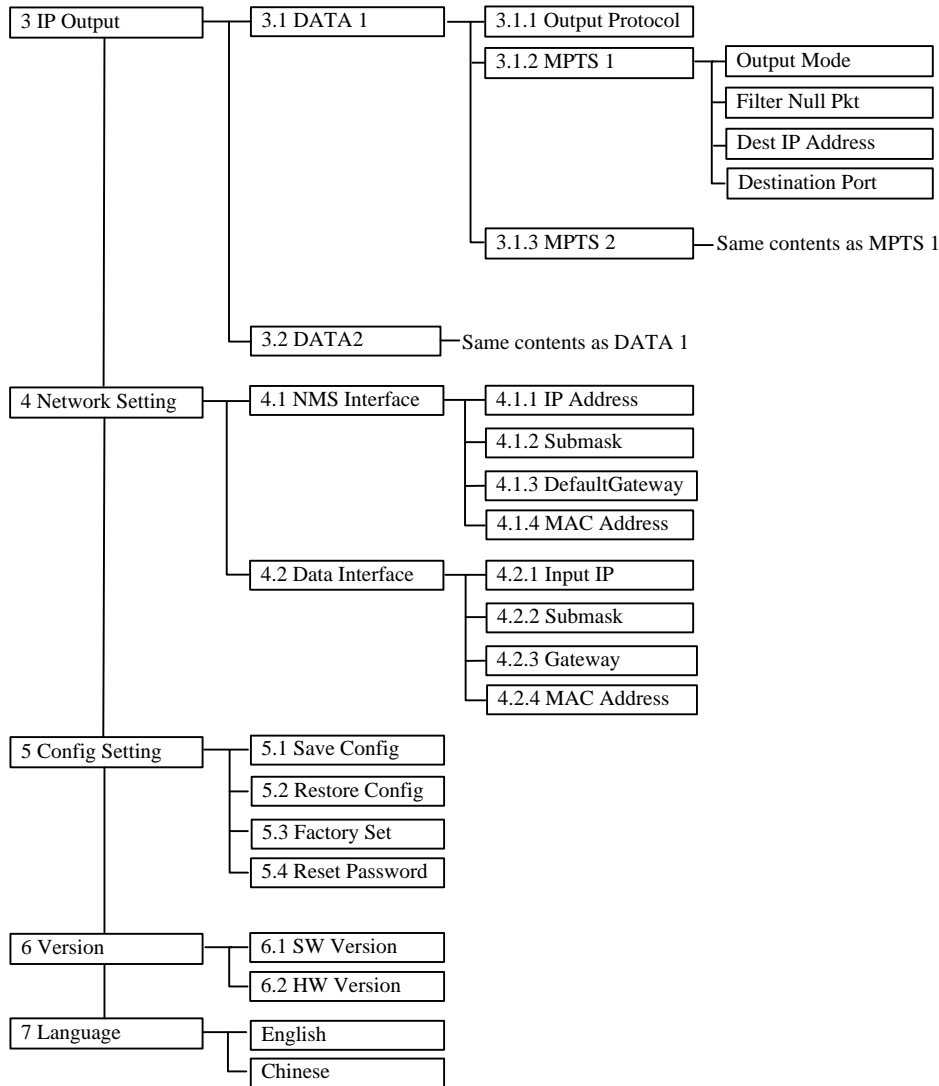 3 IP Output
3.1 DATA 1
3.1.1 Output Protocol
3.1.2 MPTS 1
Output Mode
Filter Null Pkt
Dest IP Address
Destination Port
3.1.3 MPTS 2
Same contents as MPTS 1
3.2 DATA2
Same contents as DATA 1
4 Network Setting
4.1 NMS Interface
4.1.1 IP Address
4.1.2 Submask
4.1.3 DefaultGateway
4.1.4 MAC Address
4.2 Data Interface
4.2.1 Input IP
4.2.2 Submask
4.2.3 Gateway
4.2.4 MAC Address
5 Config Setting
5.1 Save Config
5.2 Restore Config
5.3 Factory Set
5.4 Reset Password
6 Version
6.1 SW Version
6.2 HW Version
7 Language
English
Chinese